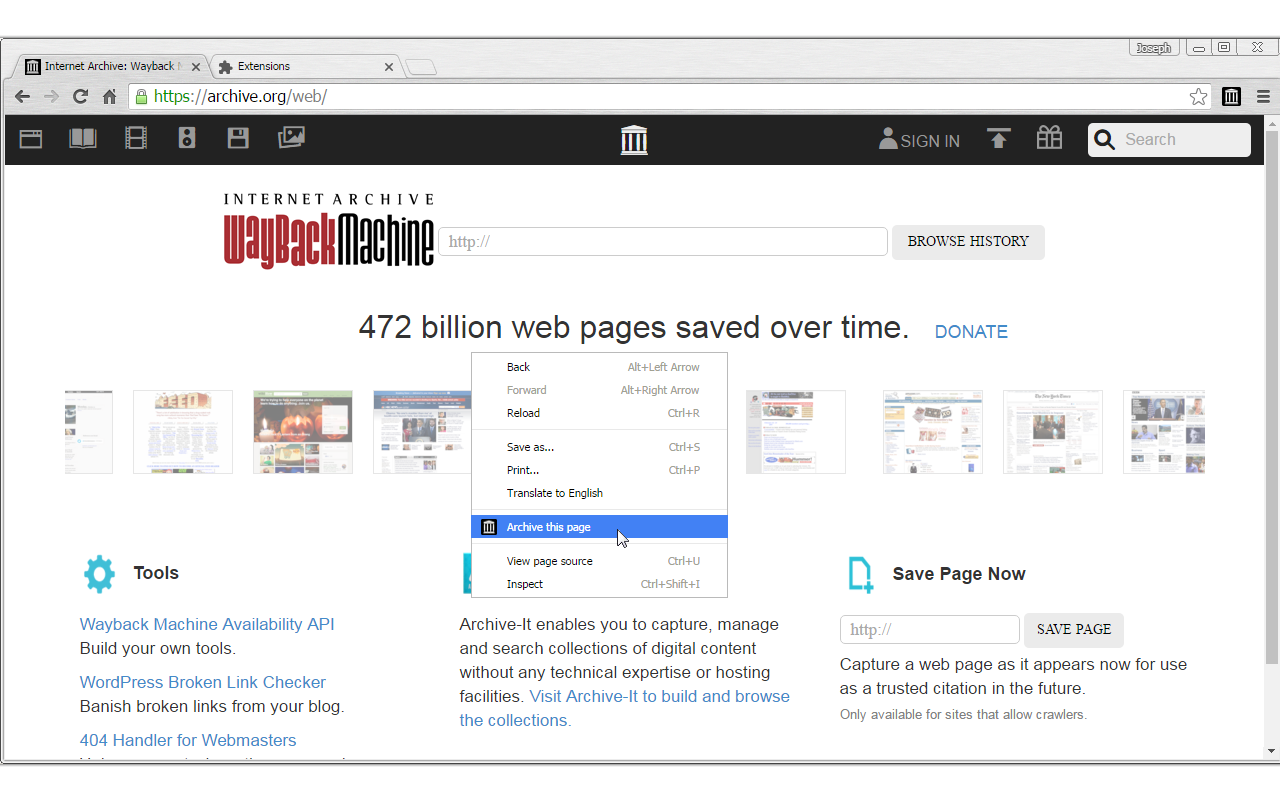 Joseph
Internet Archive: Wayback M
Extensions
https://archive.org/web/
SIGN IN
Search
INTERNET ARCHIVE
WayBackMachine
http://
BROWSE HISTORY
472 billion web pages saved over time.
DONATE
Back Alt+Left Arrow
Forward Alt+Right Arrow
Reload Ctrl+R
Save as... Ctrl+S
Print... Ctrl+P
Translate to English
Archive this page
View page source Ctrl+U
Inspect Ctrl+Shift+I
The New York Times
Tools
Wayback Machine Availability API
Build your own tools.
WordPress Broken Link Checker
Banish broken links from your blog.
404 Handler for Webmasters
Archive-It enables you to capture, manage
and search collections of digital content
without any technical expertise or hosting
facilities. Visit Archive-It to build and browse
the collections.
Save Page Now
http://
SAVE PAGE
Capture a web page as it appears now for use
as a trusted citation in the future.
Only available for sites that allow crawlers.